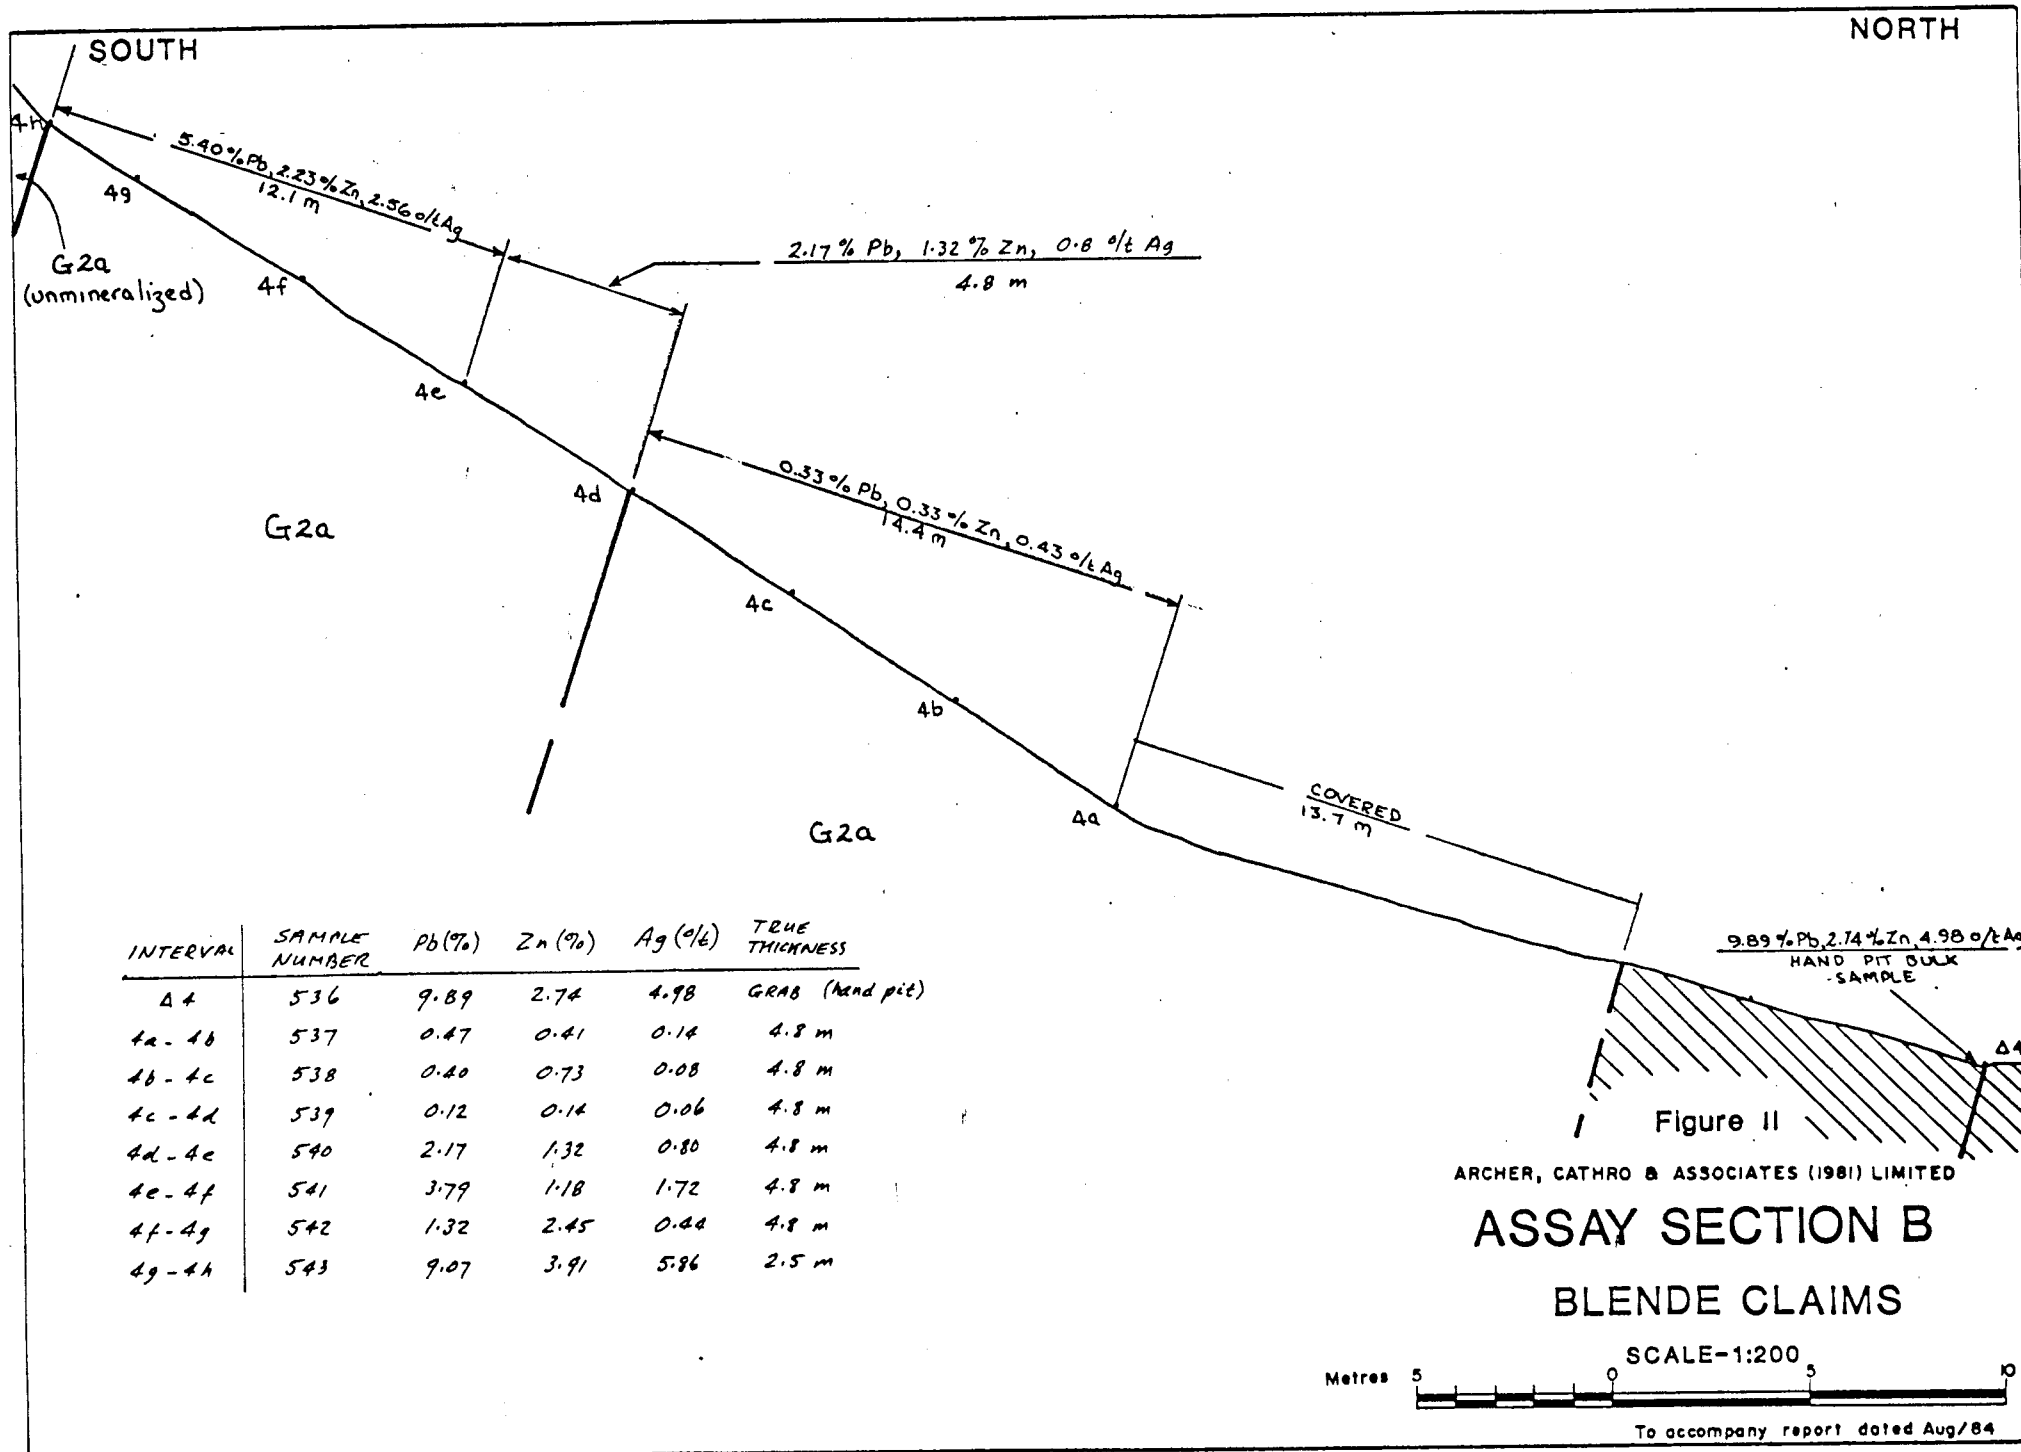 SOUTH
NORTH
4h
5.40 % Pb, 2.23 % Zn, 2.56 o/t Ag
12.1 m
4g
G2a
(unmineralized)
4f
2.17 % Pb, 1.32 % Zn, 0.8 o/t Ag
4.8 m
4e
4d
G2a
0.33 % Pb, 0.33 % Zn, 0.43 o/t Ag
14.4 m
4c
4b
4a
G2a
COVERED
13.7 m
9.89 % Pb, 2.74 % Zn, 4.98 o/t Ag
HAND PIT BULK
SAMPLE
Δ4
INTERVAL SAMPLE NUMBER Pb (%) Zn (%) Ag (o/t) TRUE THICKNESS
Δ 4 536 9.89 2.74 4.98 GRAB (hand pit)
4a - 4b 537 0.47 0.41 0.14 4.8 m
4b - 4c 538 0.40 0.73 0.08 4.8 m
4c - 4d 539 0.12 0.14 0.06 4.8 m
4d - 4e 540 2.17 1.32 0.80 4.8 m
4e - 4f 541 3.79 1.18 1.72 4.8 m
4f - 4g 542 1.32 2.45 0.44 4.8 m
4g - 4h 543 9.07 3.91 5.86 2.5 m
Figure 11
ARCHER, CATHRO & ASSOCIATES (1981) LIMITED
ASSAY SECTION B
BLENDE CLAIMS
SCALE-1:200
Metres 5 0 5 10
To accompany report dated Aug/84